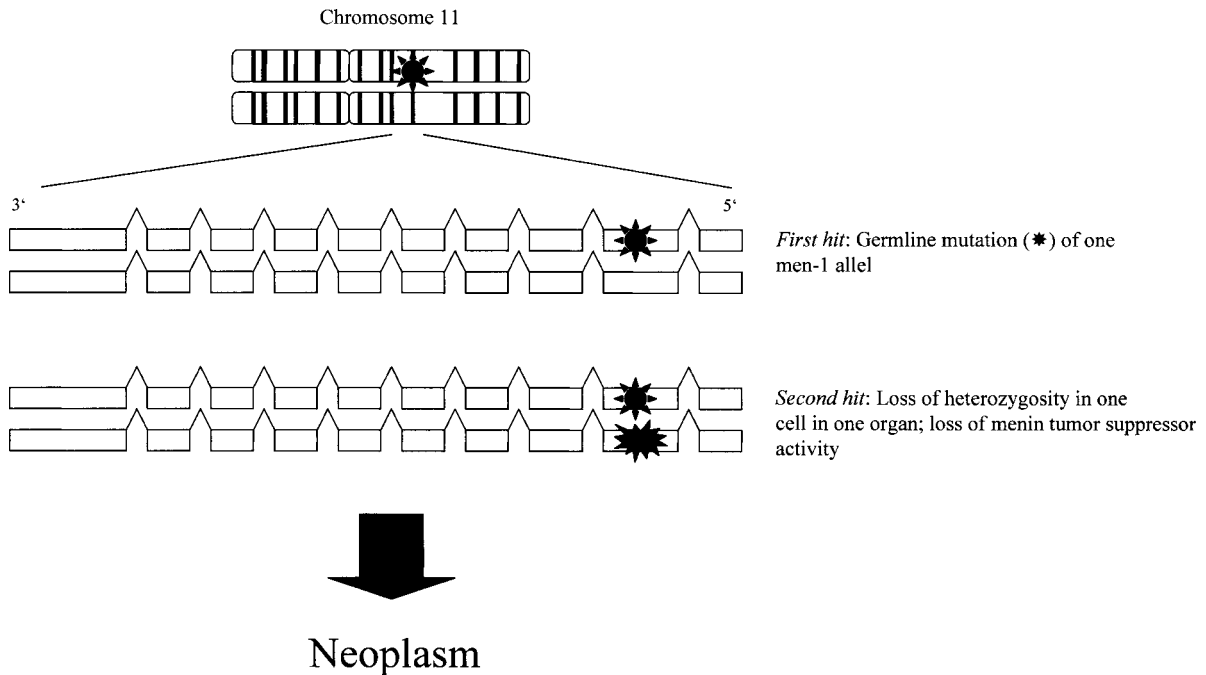 Chromosome 11
3‘
5‘
First hit: Germline mutation (✷) of one
men-1 allel
Second hit: Loss of heterozygosity in one
cell in one organ; loss of menin tumor suppressor
activity
Neoplasm